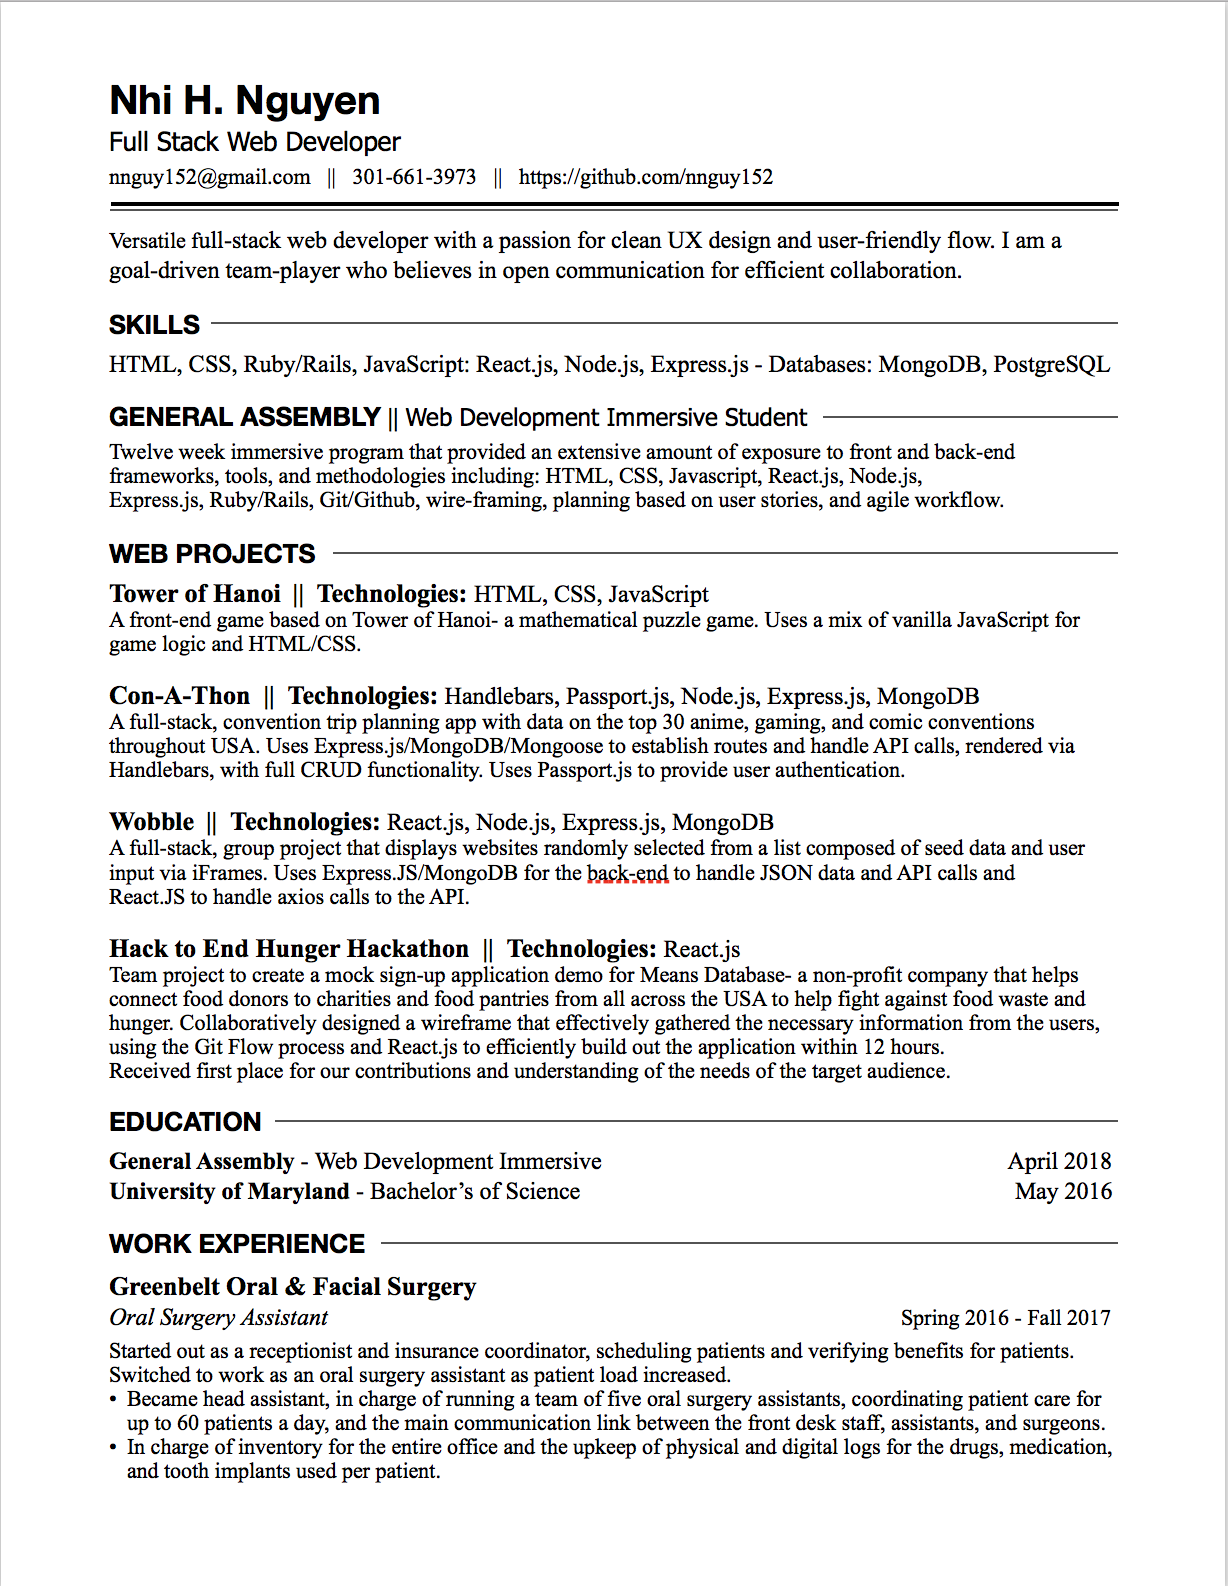 Nhi H. Nguyen
Full Stack Web Developer
nnguy152@gmail.com || 301-661-3973 || https://github.com/nnguy152
Versatile full-stack web developer with a passion for clean UX design and user-friendly flow. I am a
goal-driven team-player who believes in open communication for efficient collaboration.
SKILLS
HTML, CSS, Ruby/Rails, JavaScript: React.js, Node.js, Express.js - Databases: MongoDB, PostgreSQL
GENERAL ASSEMBLY || Web Development Immersive Student
Twelve week immersive program that provided an extensive amount of exposure to front and back-end
frameworks, tools, and methodologies including: HTML, CSS, Javascript, React.js, Node.js,
Express.js, Ruby/Rails, Git/Github, wire-framing, planning based on user stories, and agile workflow.
WEB PROJECTS
Tower of Hanoi || Technologies: HTML, CSS, JavaScript
A front-end game based on Tower of Hanoi- a mathematical puzzle game. Uses a mix of vanilla JavaScript for
game logic and HTML/CSS.
Con-A-Thon || Technologies: Handlebars, Passport.js, Node.js, Express.js, MongoDB
A full-stack, convention trip planning app with data on the top 30 anime, gaming, and comic conventions
throughout USA. Uses Express.js/MongoDB/Mongoose to establish routes and handle API calls, rendered via
Handlebars, with full CRUD functionality. Uses Passport.js to provide user authentication.
Wobble || Technologies: React.js, Node.js, Express.js, MongoDB
A full-stack, group project that displays websites randomly selected from a list composed of seed data and user
input via iFrames. Uses Express.JS/MongoDB for the back-end to handle JSON data and API calls and
React.JS to handle axios calls to the API.
Hack to End Hunger Hackathon || Technologies: React.js
Team project to create a mock sign-up application demo for Means Database- a non-profit company that helps
connect food donors to charities and food pantries from all across the USA to help fight against food waste and
hunger. Collaboratively designed a wireframe that effectively gathered the necessary information from the users,
using the Git Flow process and React.js to efficiently build out the application within 12 hours.
Received first place for our contributions and understanding of the needs of the target audience.
EDUCATION
General Assembly - Web Development Immersive April 2018
University of Maryland - Bachelor’s of Science May 2016
WORK EXPERIENCE
Greenbelt Oral & Facial Surgery
Oral Surgery Assistant Spring 2016 - Fall 2017
Started out as a receptionist and insurance coordinator, scheduling patients and verifying benefits for patients.
Switched to work as an oral surgery assistant as patient load increased.
• Became head assistant, in charge of running a team of five oral surgery assistants, coordinating patient care for
up to 60 patients a day, and the main communication link between the front desk staff, assistants, and surgeons.
• In charge of inventory for the entire office and the upkeep of physical and digital logs for the drugs, medication,
and tooth implants used per patient.